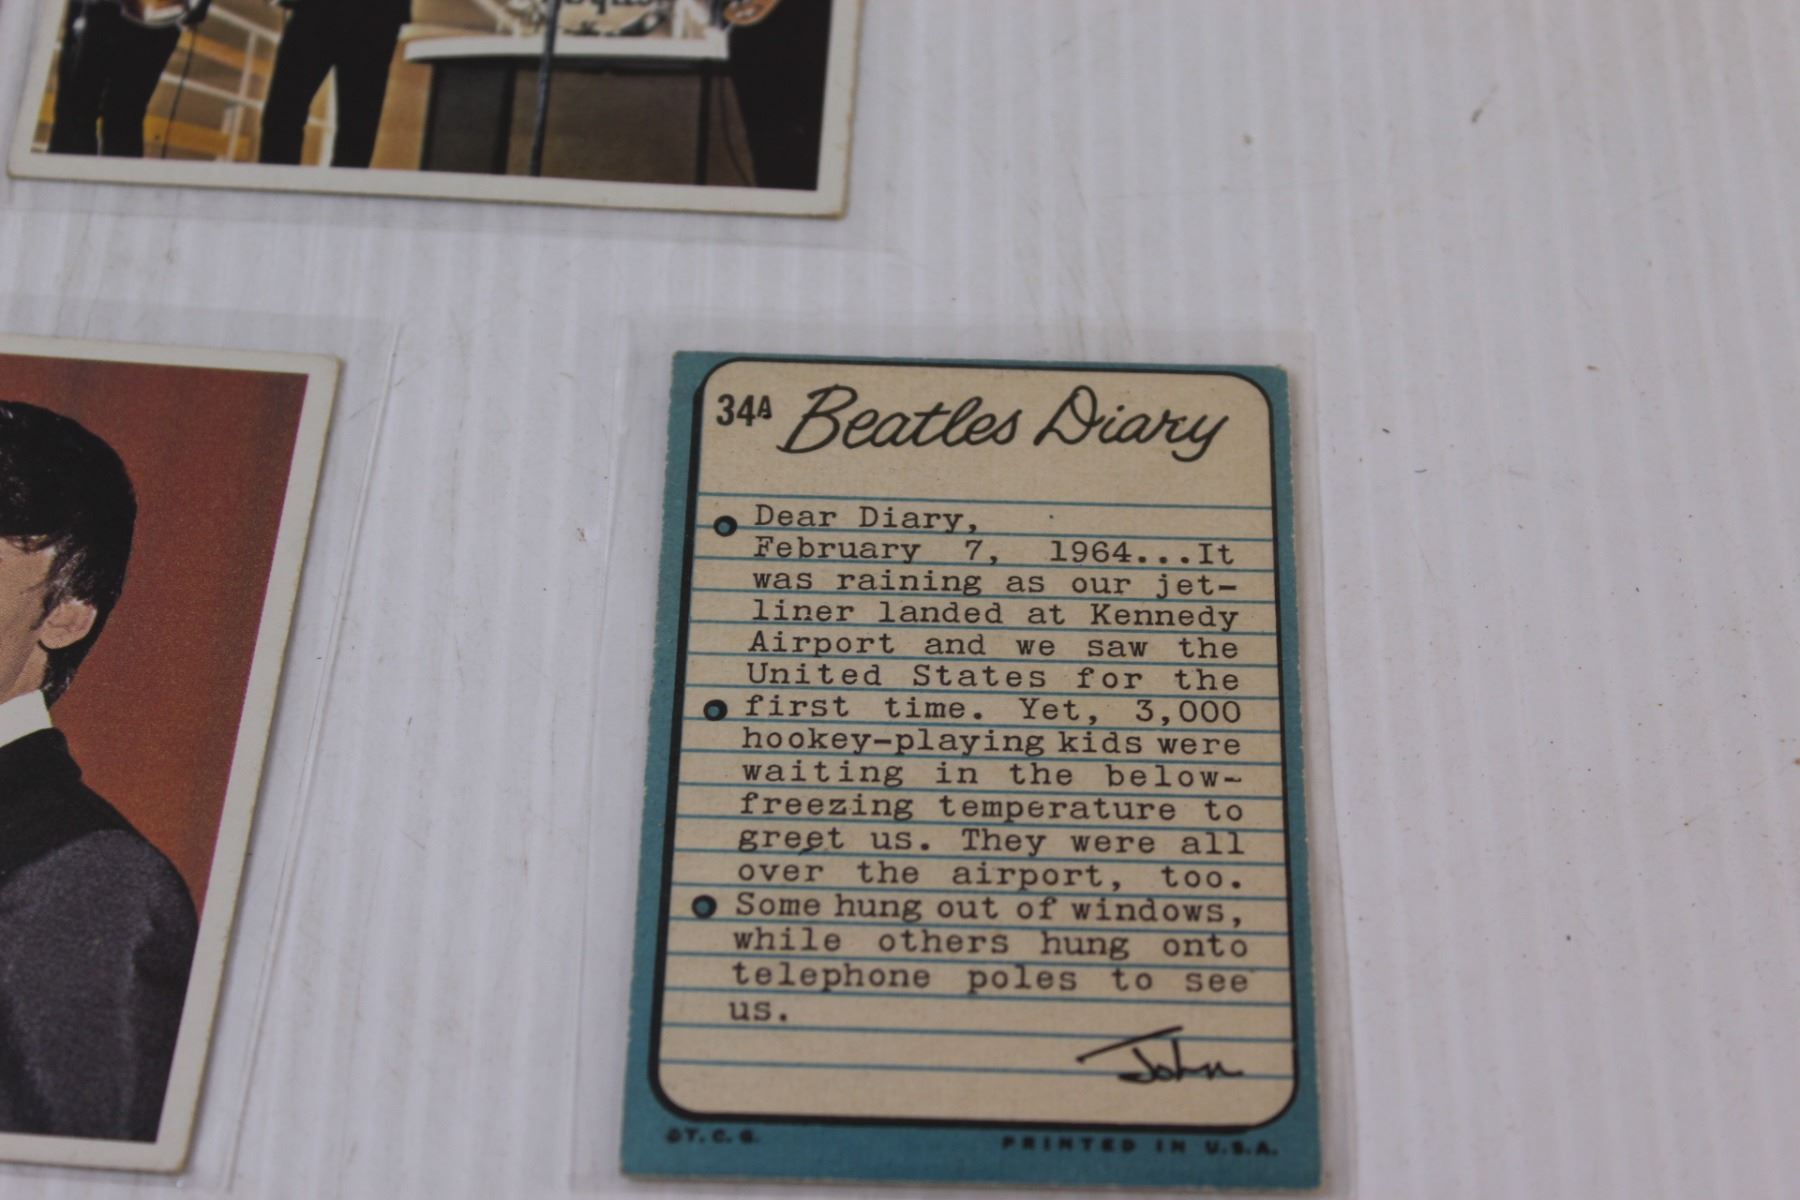 34A Beatles Diary
Dear Diary,
February 7, 1964...It
was raining as our jet-
liner landed at Kennedy
Airport and we saw the
United States for the
first time. Yet, 3,000
hookey-playing kids were
waiting in the below-
freezing temperature to
greet us. They were all
over the airport, too.
Some hung out of windows,
while others hung onto
telephone poles to see
us.
John
©T. C. G. PRINTED IN U.S.A.